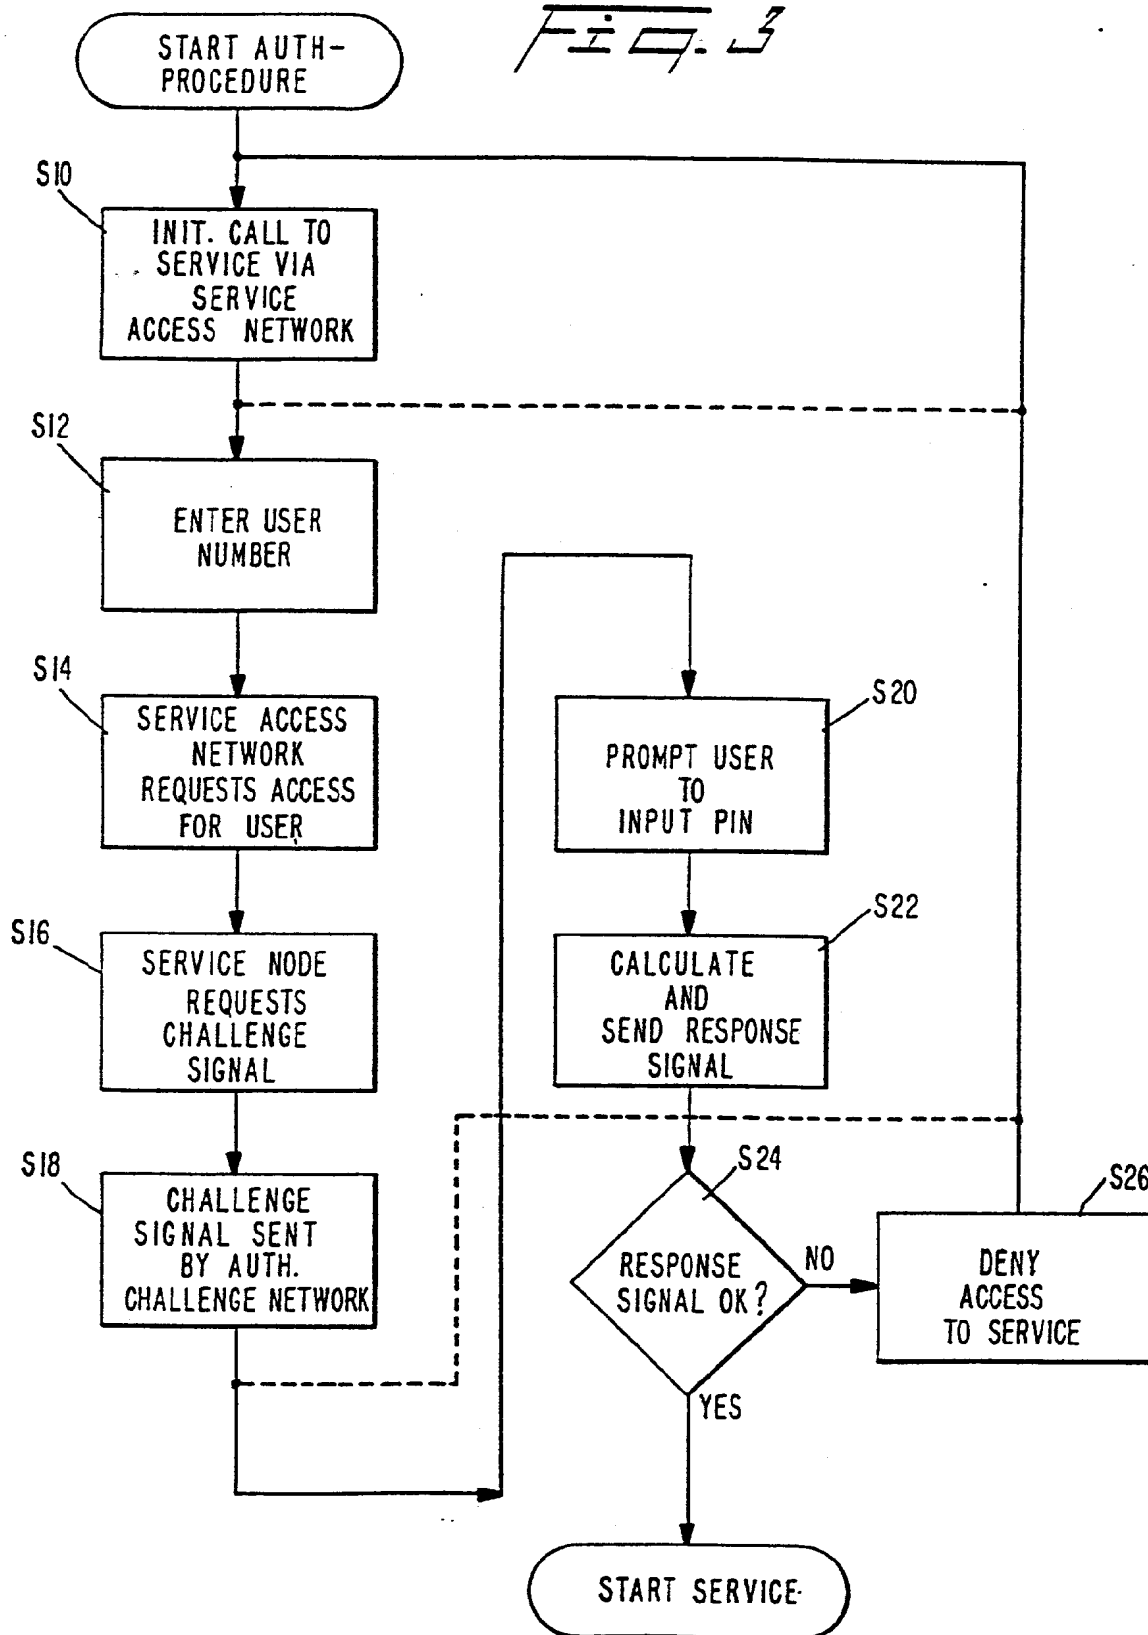 Fig. 3
START AUTH-
PROCEDURE
S10
INIT. CALL TO
SERVICE VIA
SERVICE
ACCESS NETWORK
S12
ENTER USER
NUMBER
S14
SERVICE ACCESS
NETWORK
REQUESTS ACCESS
FOR USER
S16
SERVICE NODE
REQUESTS
CHALLENGE
SIGNAL
S18
CHALLENGE
SIGNAL SENT
BY AUTH.
CHALLENGE NETWORK
S20
PROMPT USER
TO
INPUT PIN
S22
CALCULATE
AND
SEND RESPONSE
SIGNAL
S24
RESPONSE
SIGNAL OK?
NO
YES
S26
DENY
ACCESS
TO SERVICE
START SERVICE